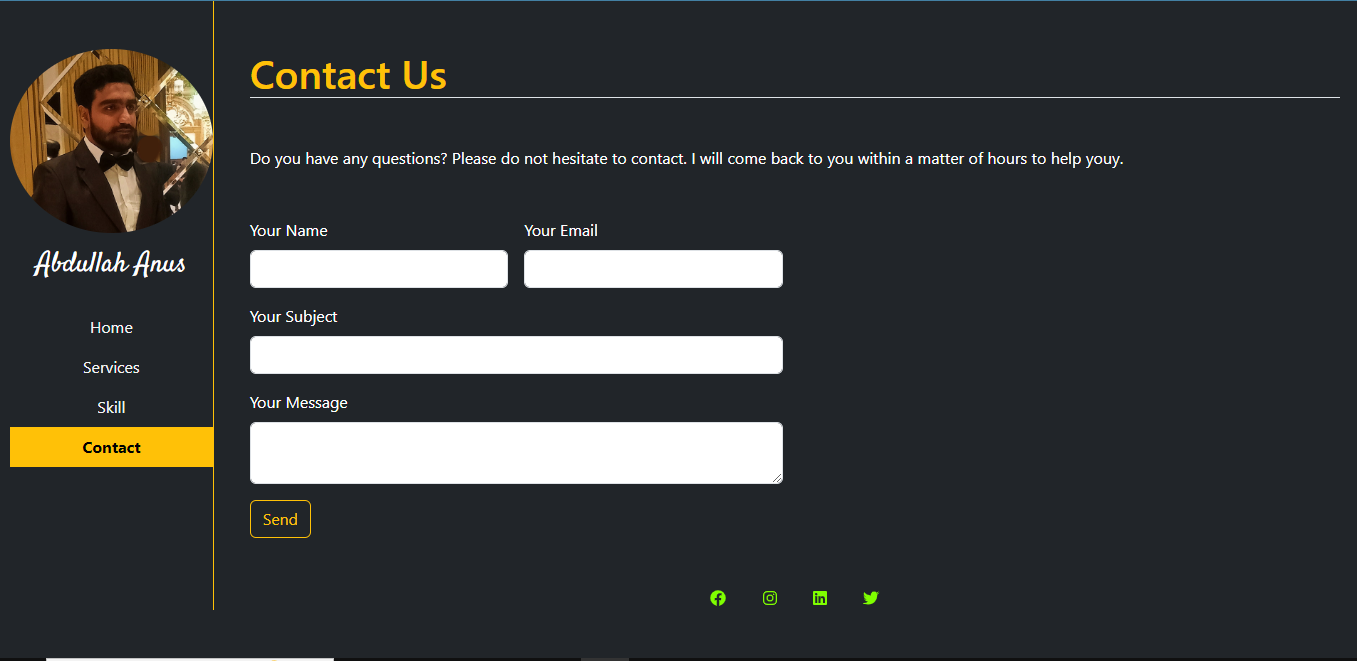 Contact Us
Do you have any questions? Please do not hesitate to contact. I will come back to you within a matter of hours to help youy.
Your Name
Your Email
Your Subject
Your Message
Send
Abdullah Anus
Home
Services
Skill
Contact